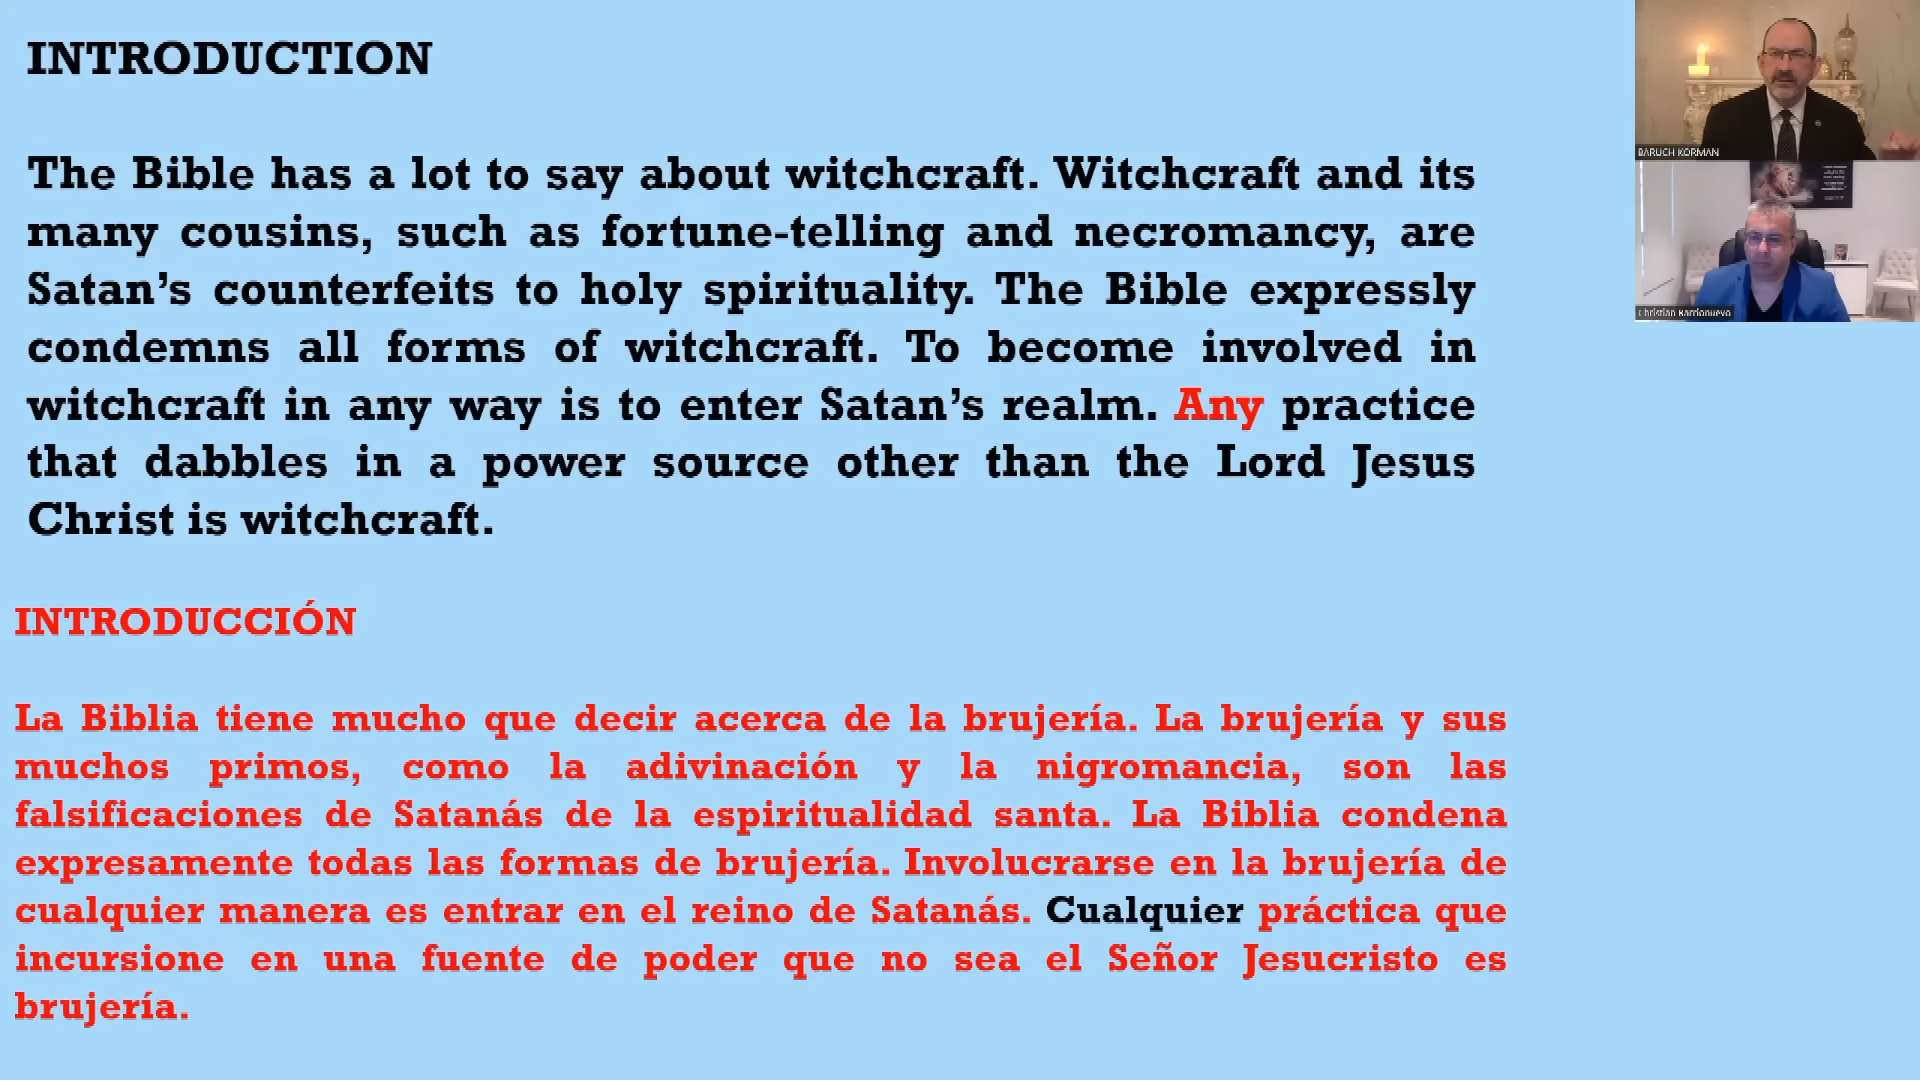 INTRODUCTION
The Bible has a lot to say about witchcraft. Witchcraft and its
many cousins, such as fortune-telling and necromancy, are
Satan’s counterfeits to holy spirituality. The Bible expressly
condemns all forms of witchcraft. To become involved in
witchcraft in any way is to enter Satan’s realm. Any practice
that dabbles in a power source other than the Lord Jesus
Christ is witchcraft.
INTRODUCCIÓN
La Biblia tiene mucho que decir acerca de la brujería. La brujería y sus
muchos primos, como la adivinación y la nigromancia, son las
falsificaciones de Satanás de la espiritualidad santa. La Biblia condena
expresamente todas las formas de brujería. Involucrarse en la brujería de
cualquier manera es entrar en el reino de Satanás. Cualquier práctica que
incursione en una fuente de poder que no sea el Señor Jesucristo es
brujería.
BARUCH KORMAN
Christian Barrionuevo